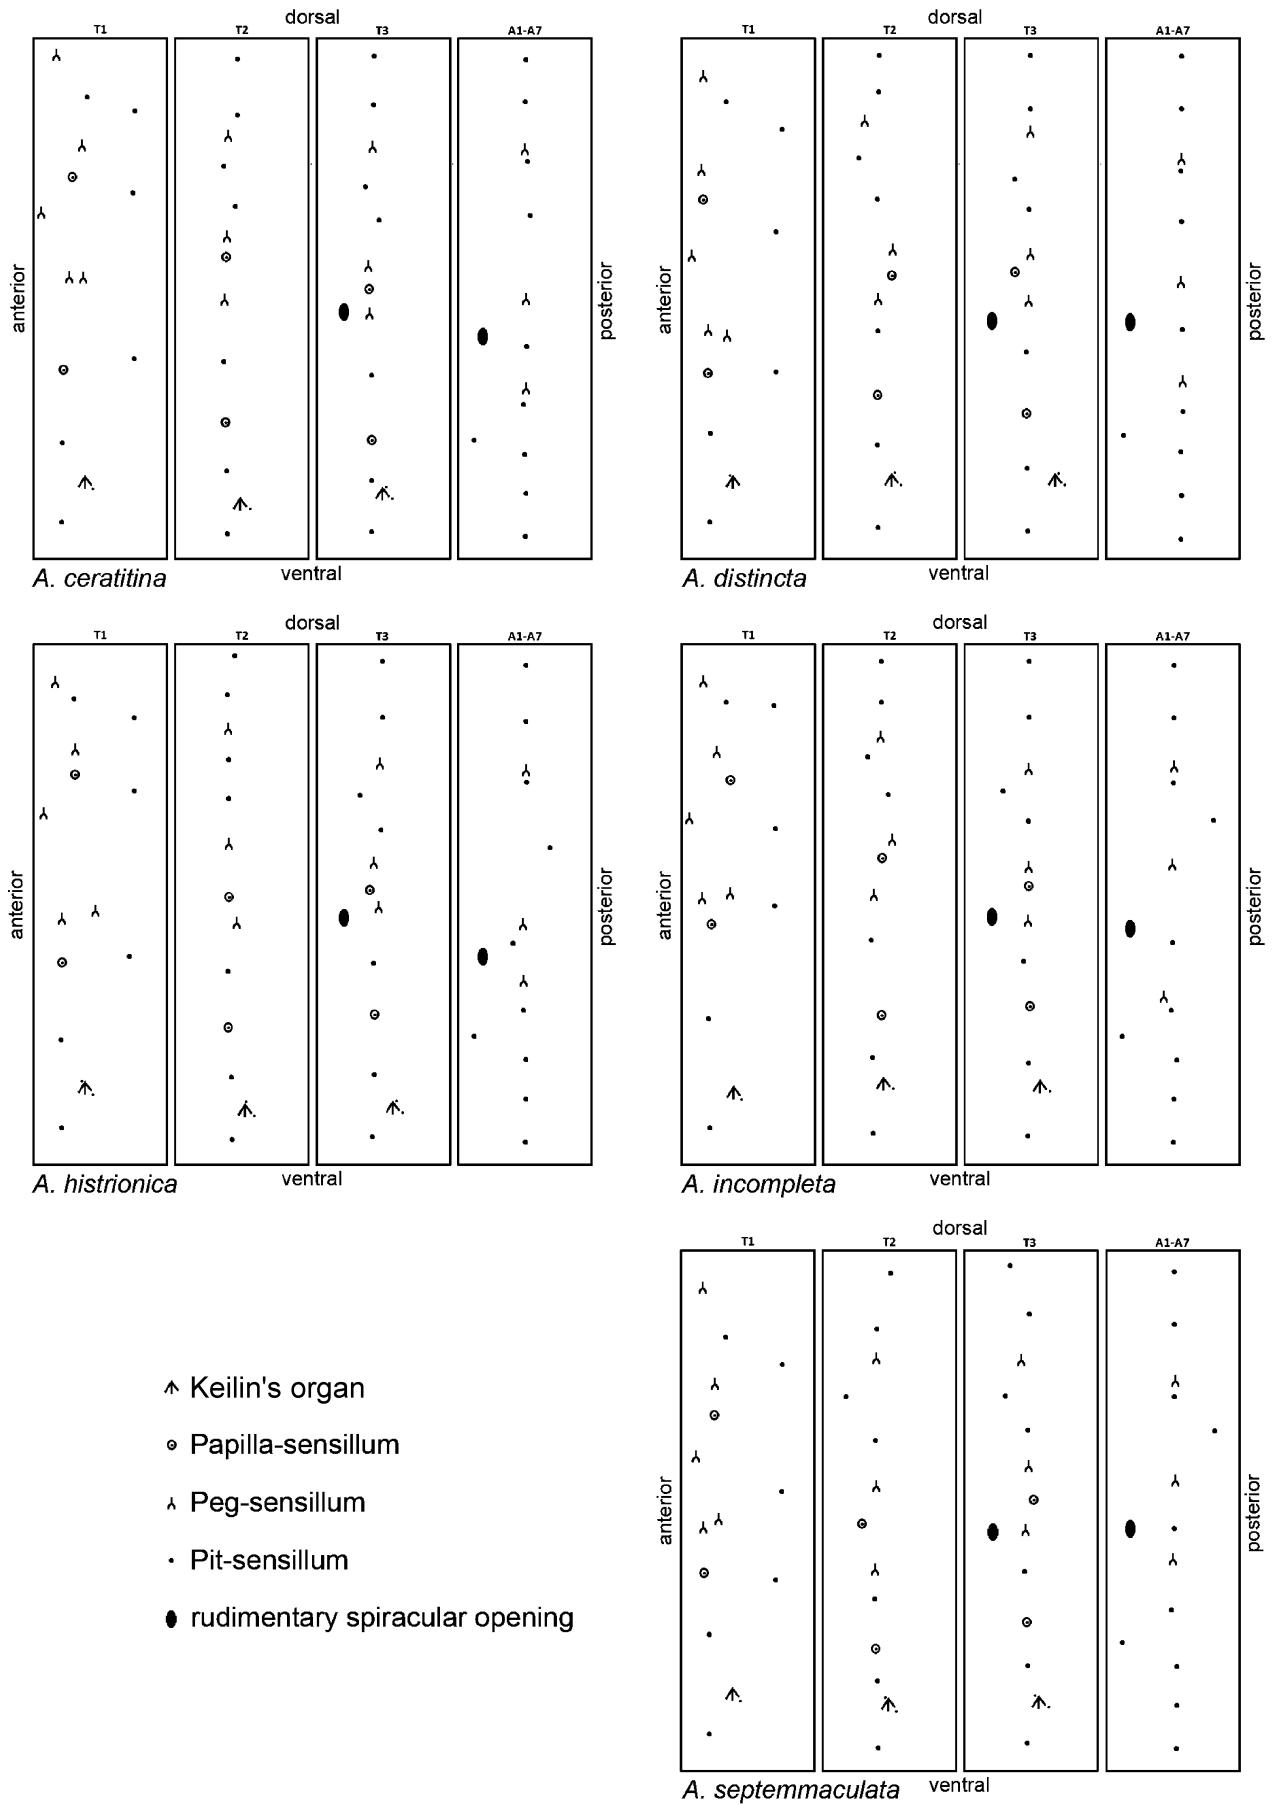 dorsal
T1 T2 T3 A1-A7
anterior
posterior
A. ceratitina
ventral
dorsal
T1 T2 T3 A1-A7
anterior
posterior
A. distincta
ventral
dorsal
T1 T2 T3 A1-A7
anterior
posterior
A. histrionica
ventral
dorsal
T1 T2 T3 A1-A7
anterior
posterior
A. incompleta
ventral
Keilin's organ
Papilla-sensillum
Peg-sensillum
Pit-sensillum
rudimentary spiracular opening
dorsal
T1 T2 T3 A1-A7
anterior
posterior
A. septemmaculata
ventral